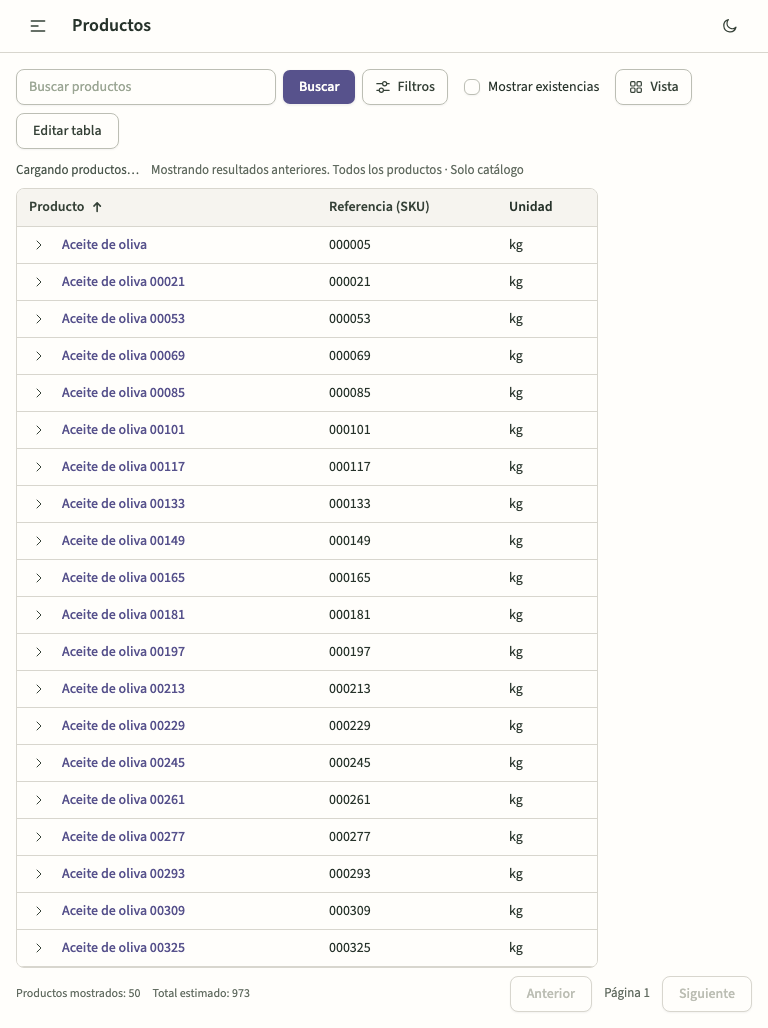 Productos
Buscar productos Buscar Filtros Mostrar existencias Vista
Editar tabla
Cargando productos… Mostrando resultados anteriores. Todos los productos · Solo catálogo
Producto ↑ Referencia (SKU) Unidad
Aceite de oliva 000005 kg
Aceite de oliva 00021 000021 kg
Aceite de oliva 00053 000053 kg
Aceite de oliva 00069 000069 kg
Aceite de oliva 00085 000085 kg
Aceite de oliva 00101 000101 kg
Aceite de oliva 00117 000117 kg
Aceite de oliva 00133 000133 kg
Aceite de oliva 00149 000149 kg
Aceite de oliva 00165 000165 kg
Aceite de oliva 00181 000181 kg
Aceite de oliva 00197 000197 kg
Aceite de oliva 00213 000213 kg
Aceite de oliva 00229 000229 kg
Aceite de oliva 00245 000245 kg
Aceite de oliva 00261 000261 kg
Aceite de oliva 00277 000277 kg
Aceite de oliva 00293 000293 kg
Aceite de oliva 00309 000309 kg
Aceite de oliva 00325 000325 kg
Productos mostrados: 50 Total estimado: 973 Anterior Página 1 Siguiente